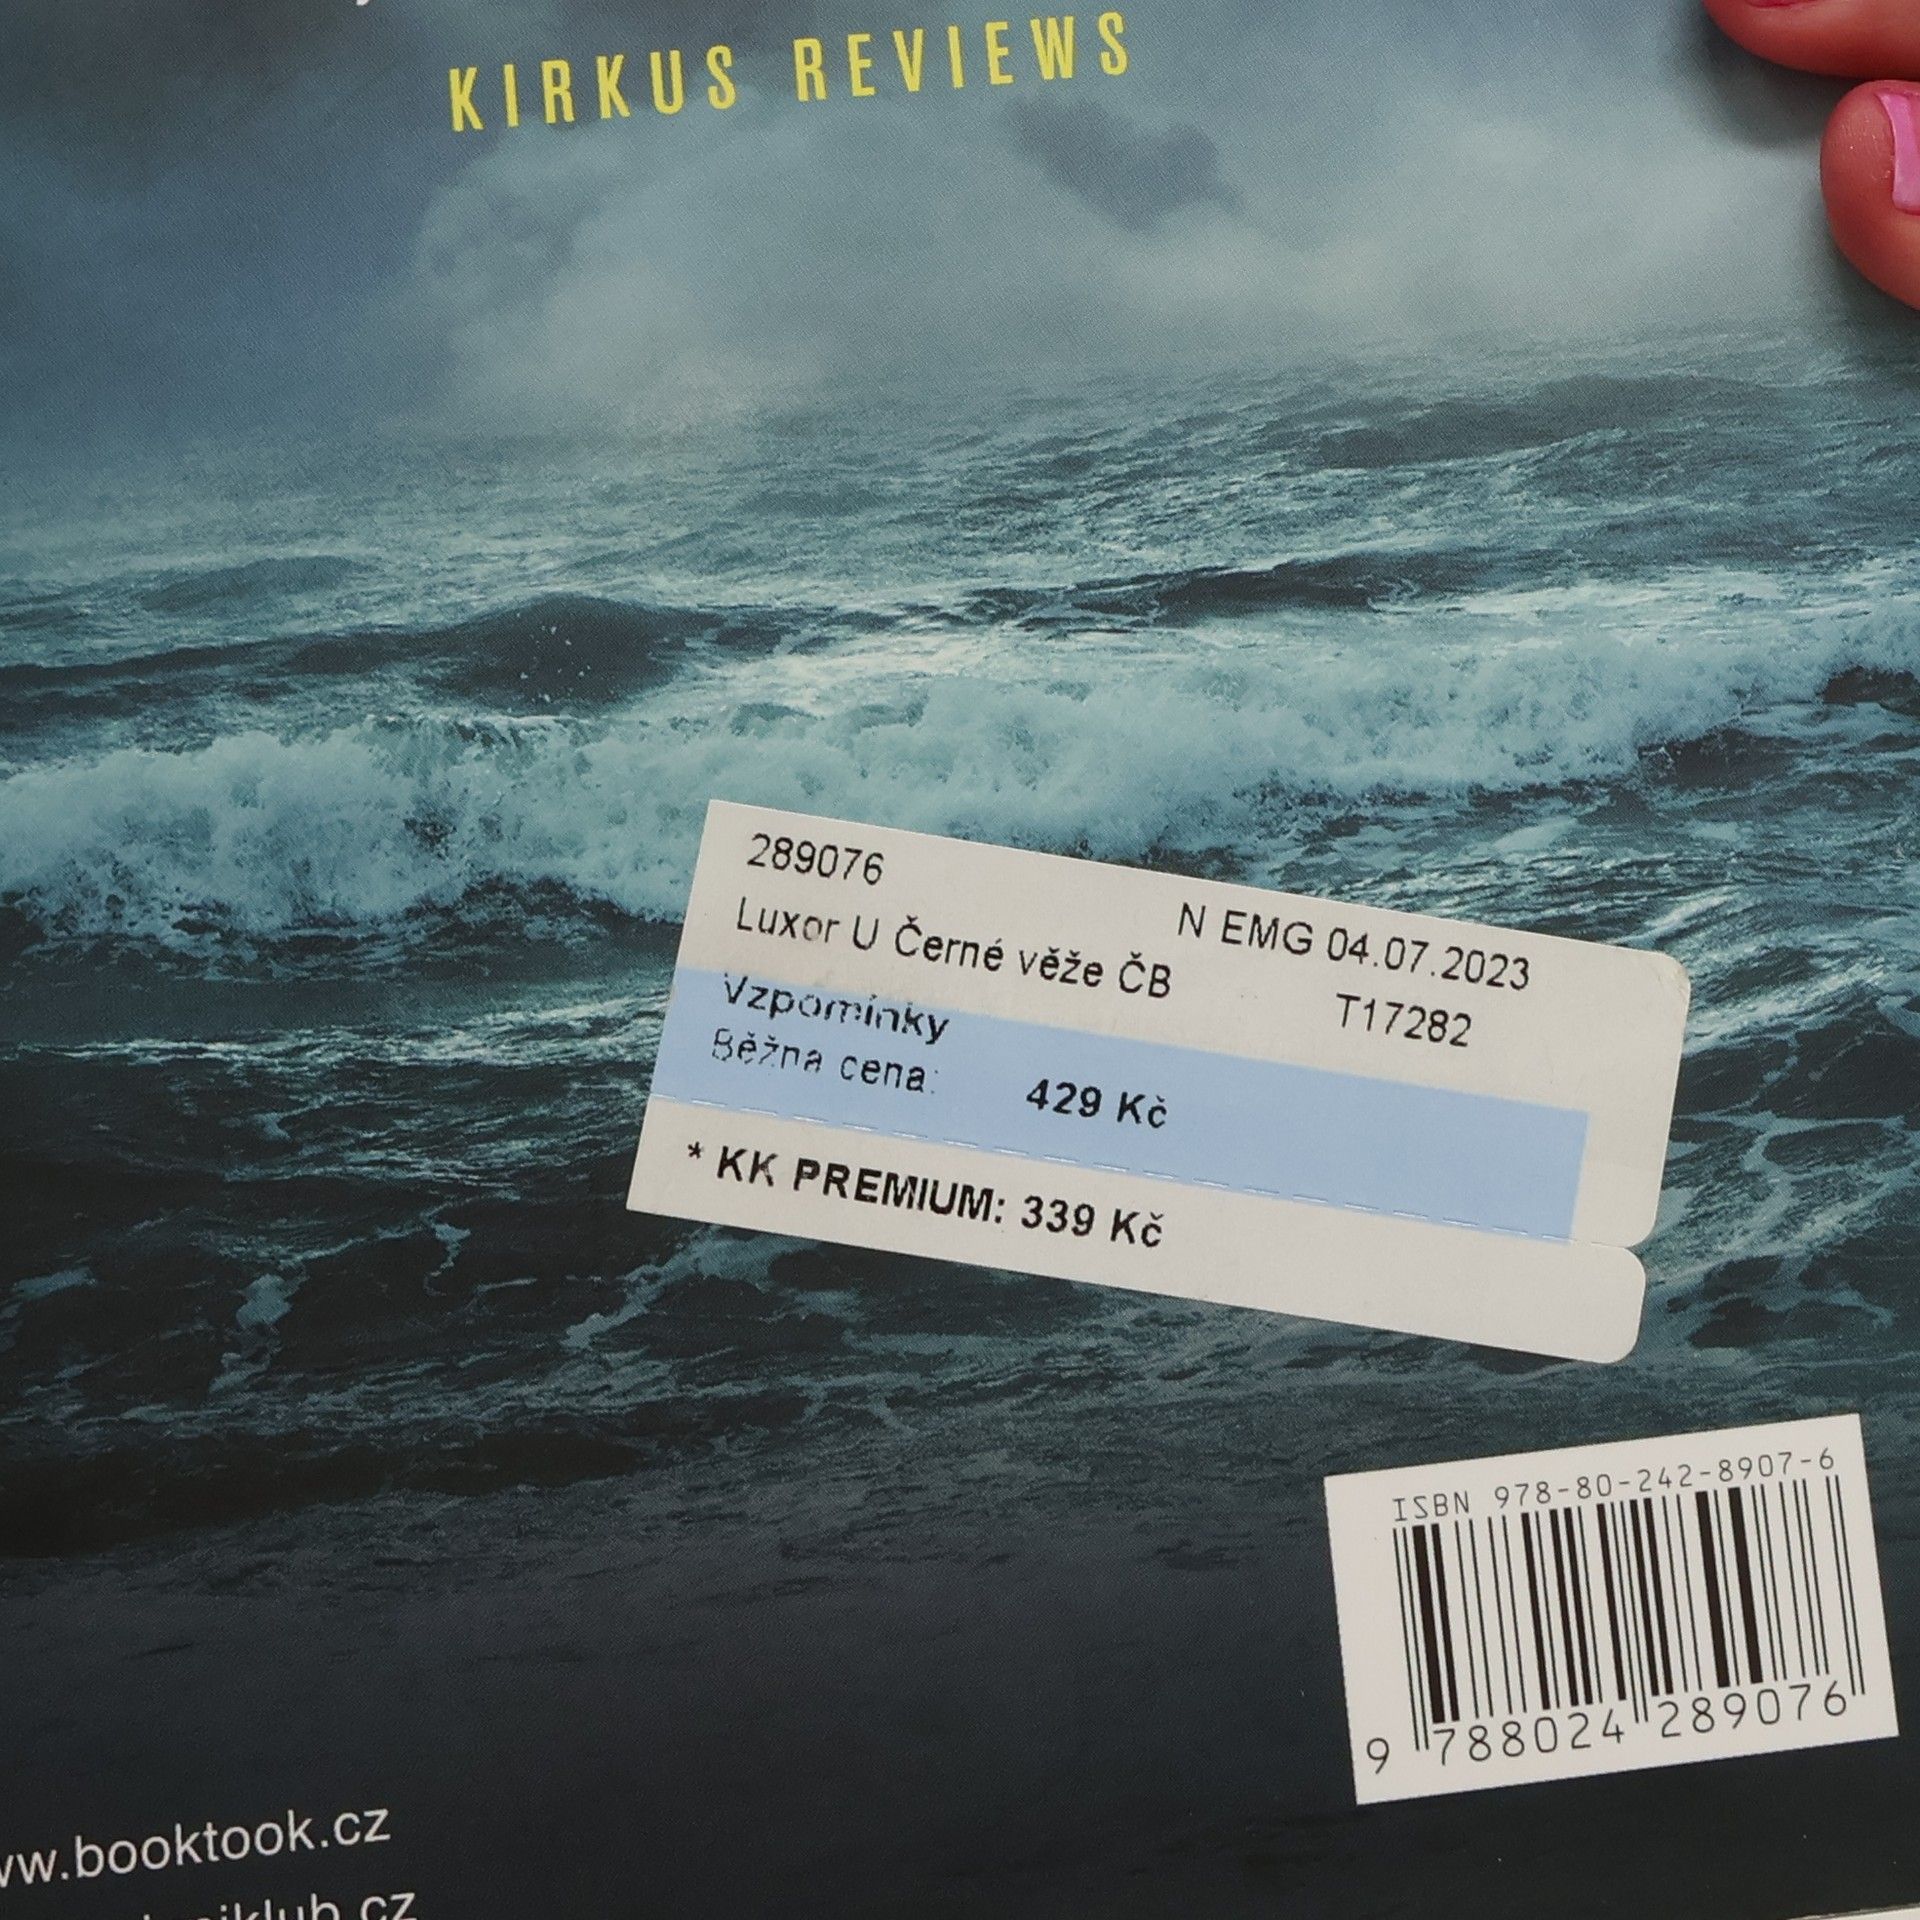 KIRKUS REVIEWS
289076
N EMG 04.07.2023
Luxor U Černé věže ČB
T17282
Vzpomínky
Běžna cena: 429 Kč
* KK PREMIUM: 339 Kč
ISBN 978-80-242-8907-6
9 788024 289076
www.booktook.cz